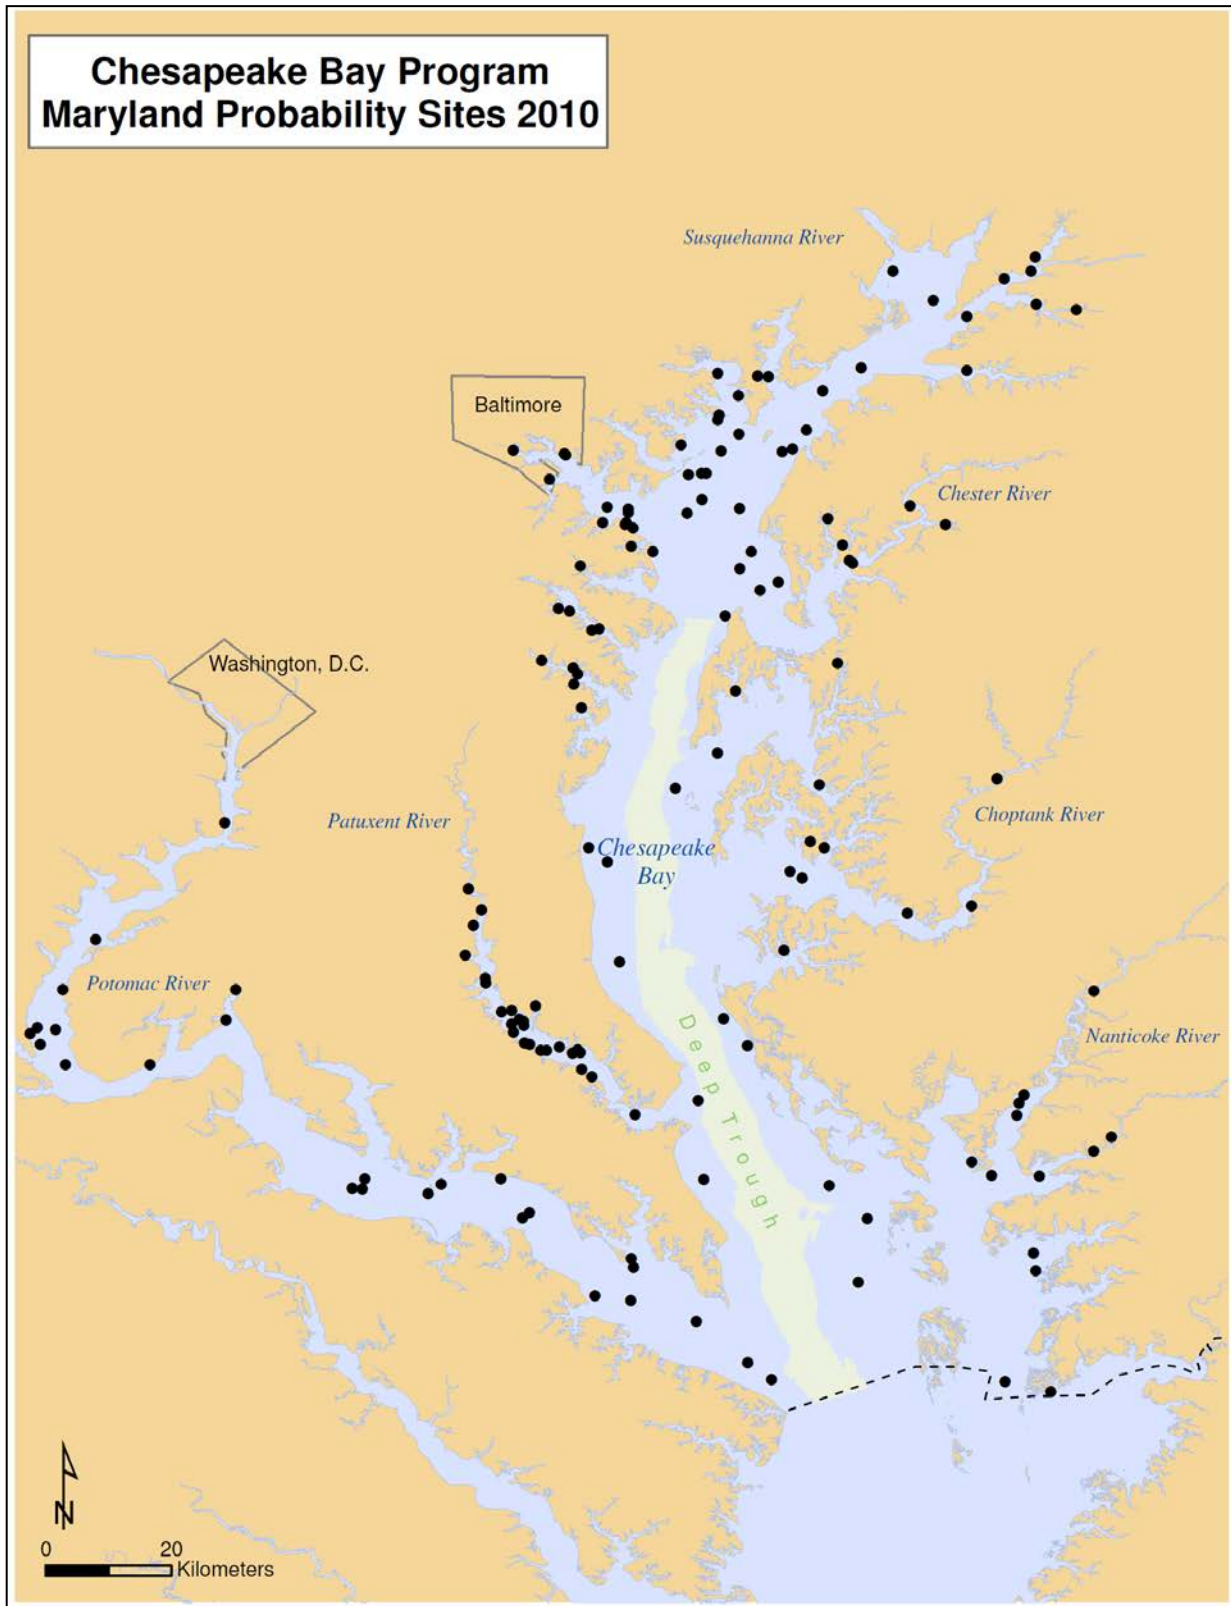 Chesapeake Bay Program
Maryland Probability Sites 2010
Susquehanna River
Baltimore
Chester River
Washington, D.C.
Patuxent River
Choptank River
Chesapeake
Bay
Potomac River
Deep Trough
Nanticoke River
N
0 20
Kilometers